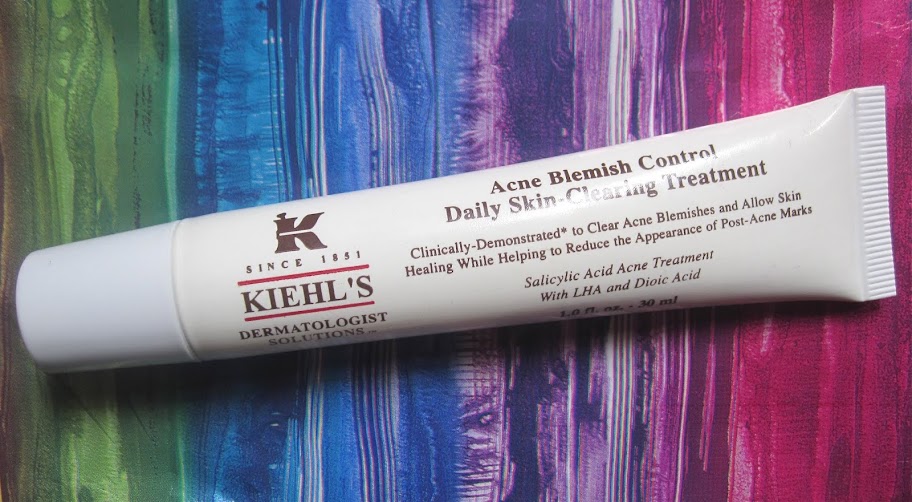 K
SINCE 1851
KIEHL'S
DERMATOLOGIST
SOLUTIONS™
Acne Blemish Control
Daily Skin-Clearing Treatment
Clinically-Demonstrated* to Clear Acne Blemishes and Allow Skin
Healing While Helping to Reduce the Appearance of Post-Acne Marks
Salicylic Acid Acne Treatment
With LHA and Dioic Acid
1.0 fl. oz. - 30 ml